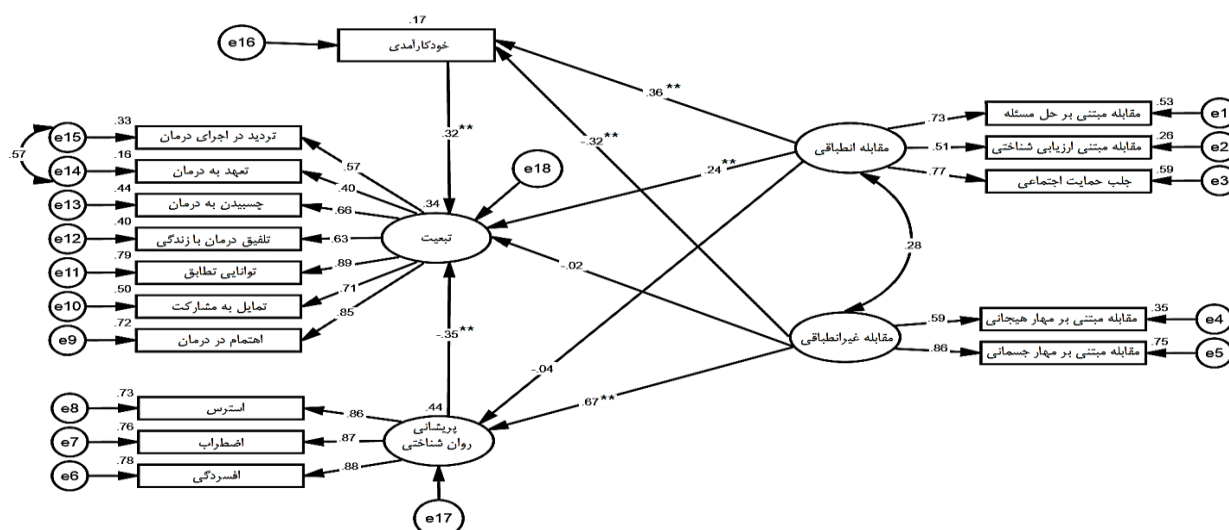 .17
e16
خودکارآمدی
.36**
-.32**
.32**
.24**
-.02
-.04
.67**
-.35**
.28
مقابله انطباقی
.73
.53
مقابله مبتنی بر حل مسئله
e1
.51
.26
مقابله مبتنی ارزیابی شناختی
e2
.77
.59
جلب حمایت اجتماعی
e3
مقابله غیرانطباقی
.59
.35
مقابله مبتنی بر مهار هیجانی
e4
.86
.75
مقابله مبتنی بر مهار جسمانی
e5
e18
.34
تبعیت
.57
e15
.33
تردید در اجرای درمان
.57
e14
.16
تعهد به درمان
.40
e13
.44
چسبیدن به درمان
.66
e12
.40
تلفیق درمان با زندگی
.63
e11
.79
توانایی تطابق
.89
e10
.50
تمایل به مشارکت
.71
e9
.72
اهتمام در درمان
.85
.44
پریشانی
روان شناختی
e17
e8
.73
استرس
.86
e7
.76
اضطراب
.87
e6
.78
افسردگی
.88